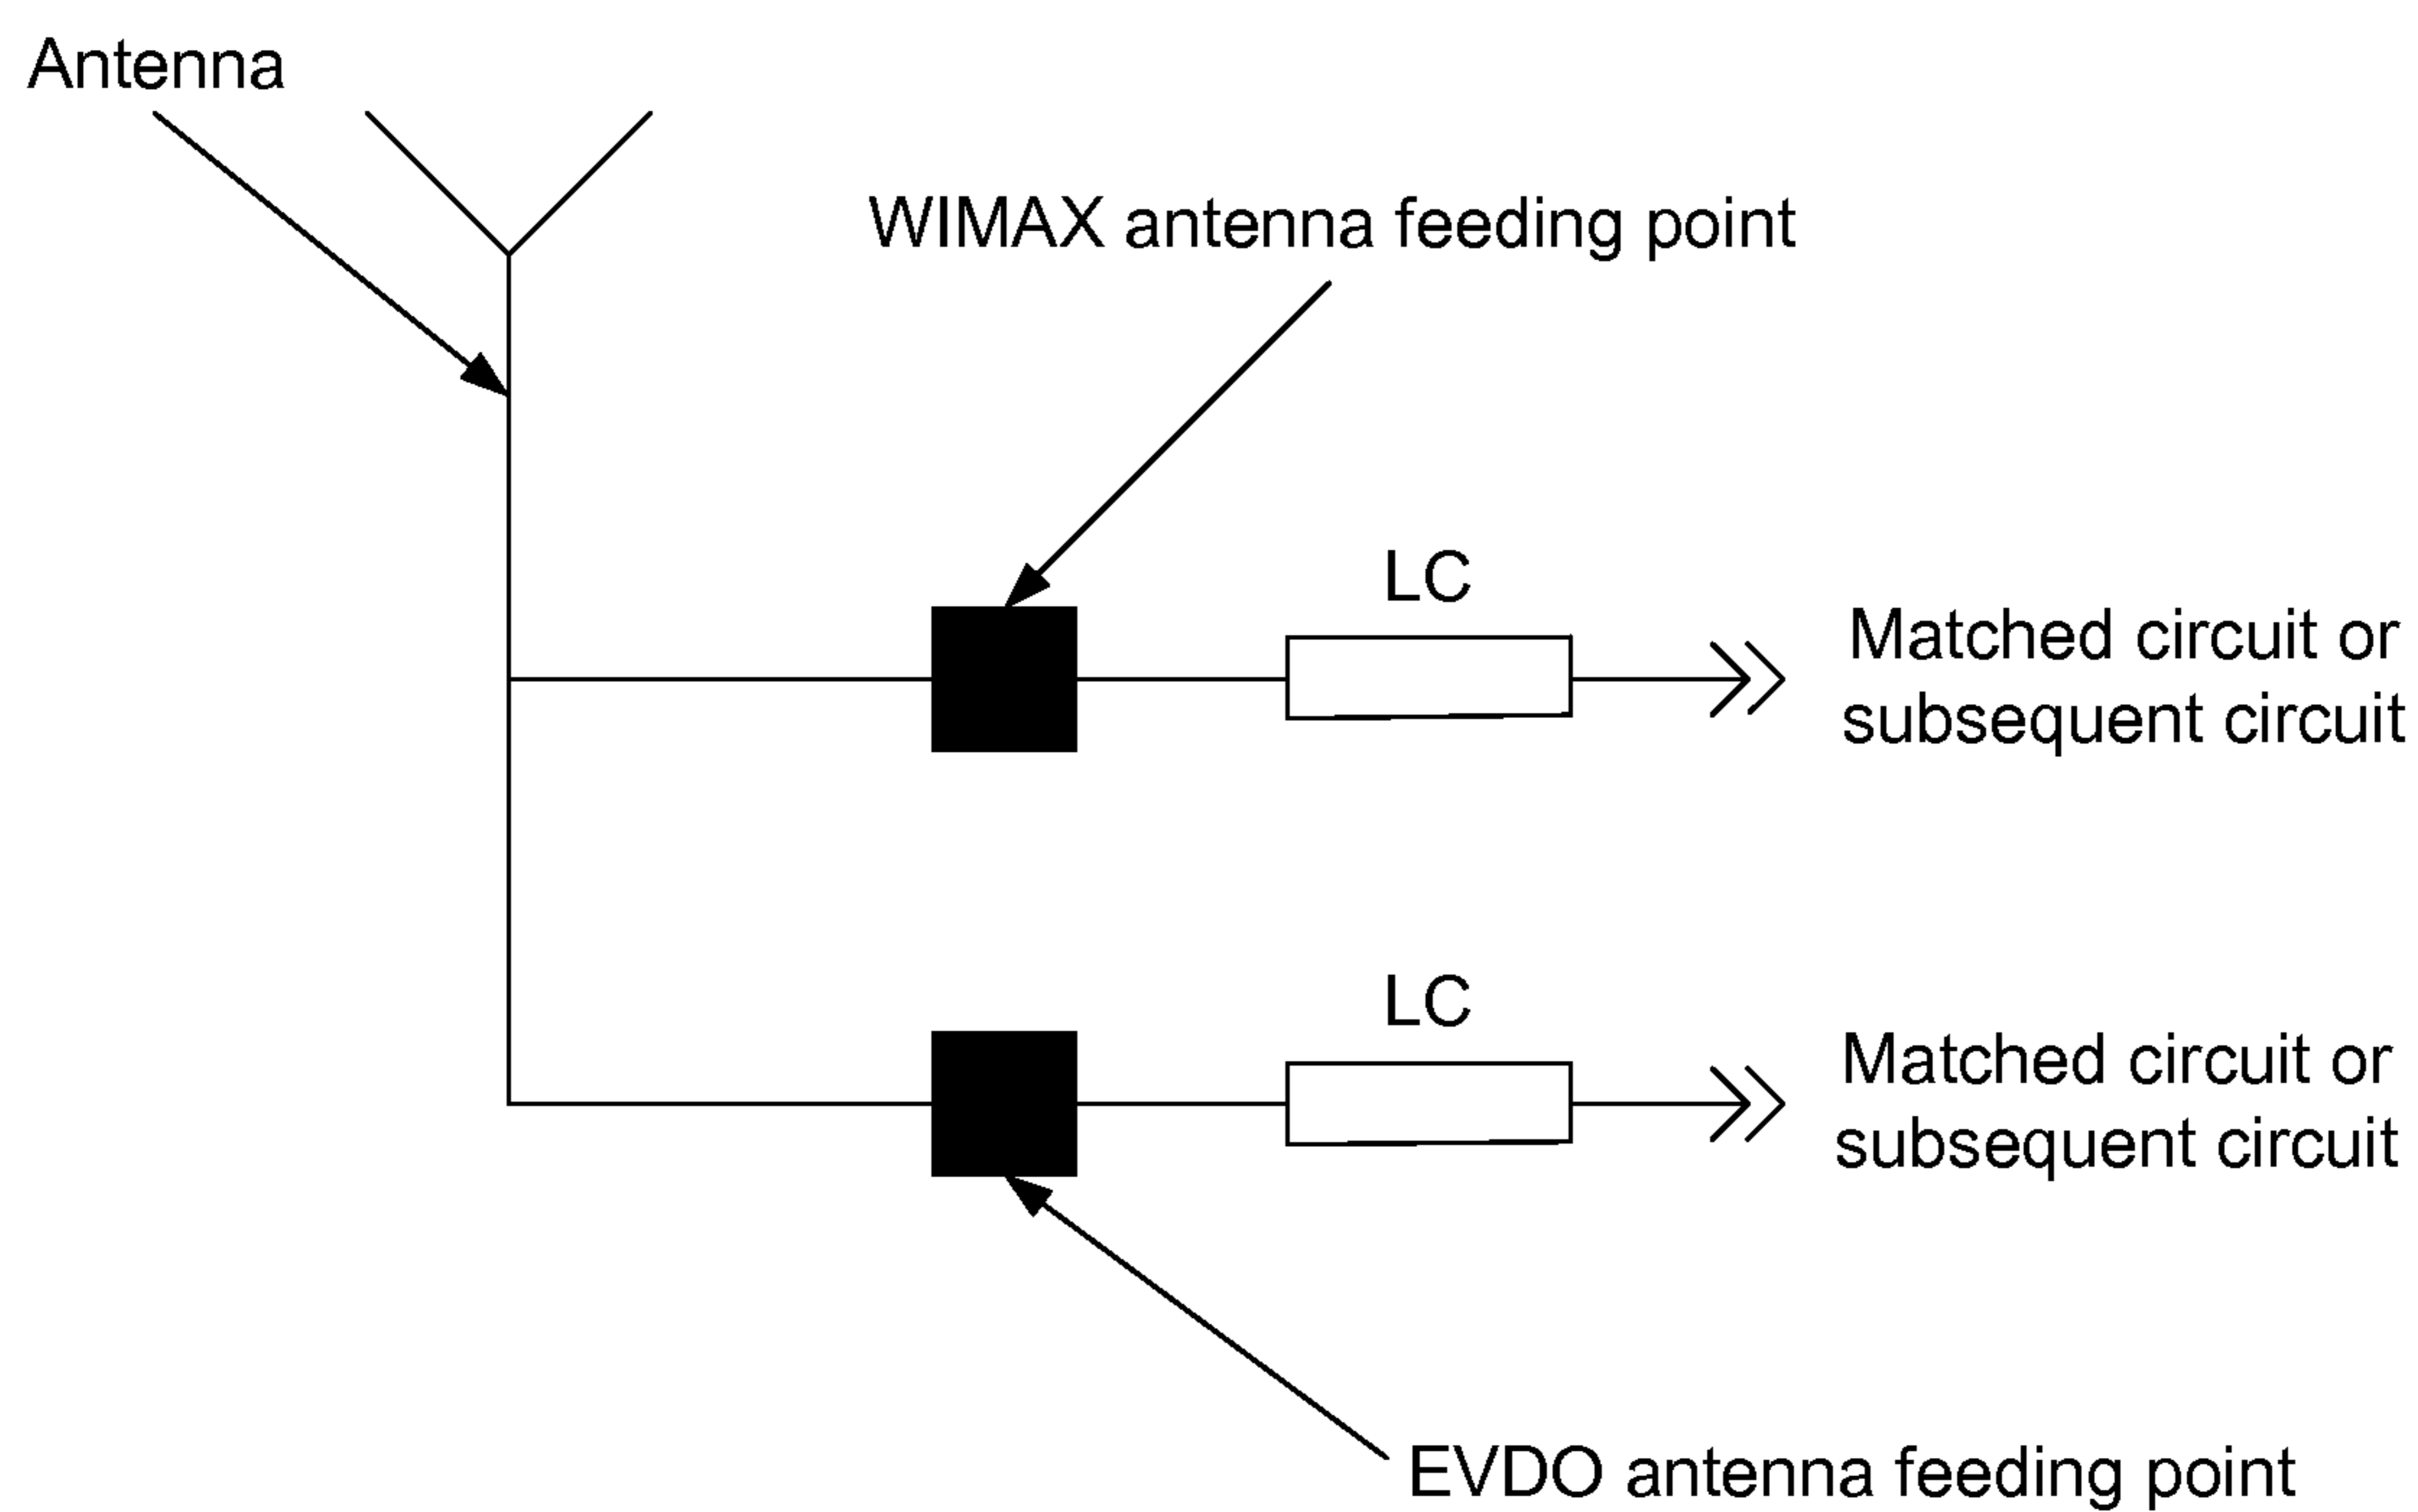 Antenna
WIMAX antenna feeding point
LC
Matched circuit or
subsequent circuit
LC
Matched circuit or
subsequent circuit
EVDO antenna feeding point